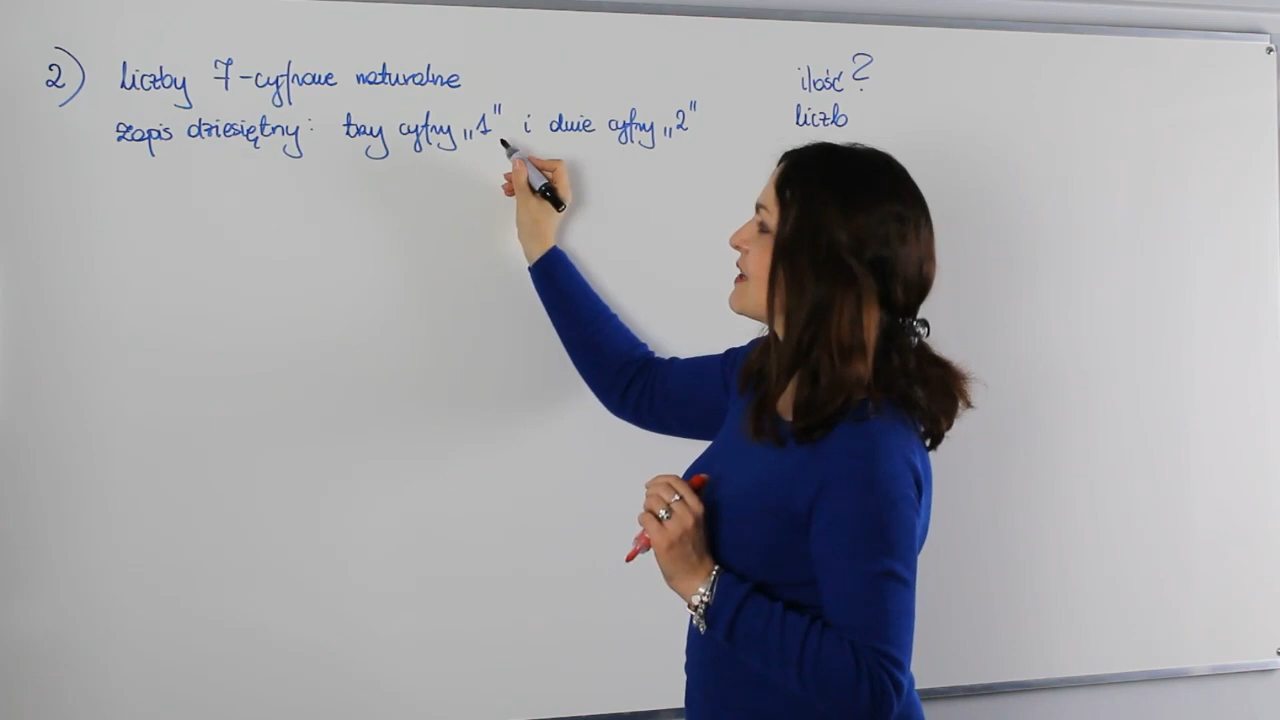 2) Liczby 7-cyfrowe naturalne
zapis dziesiętny: trzy cyfry „1" i dwie cyfry „2"
ilość?
liczb